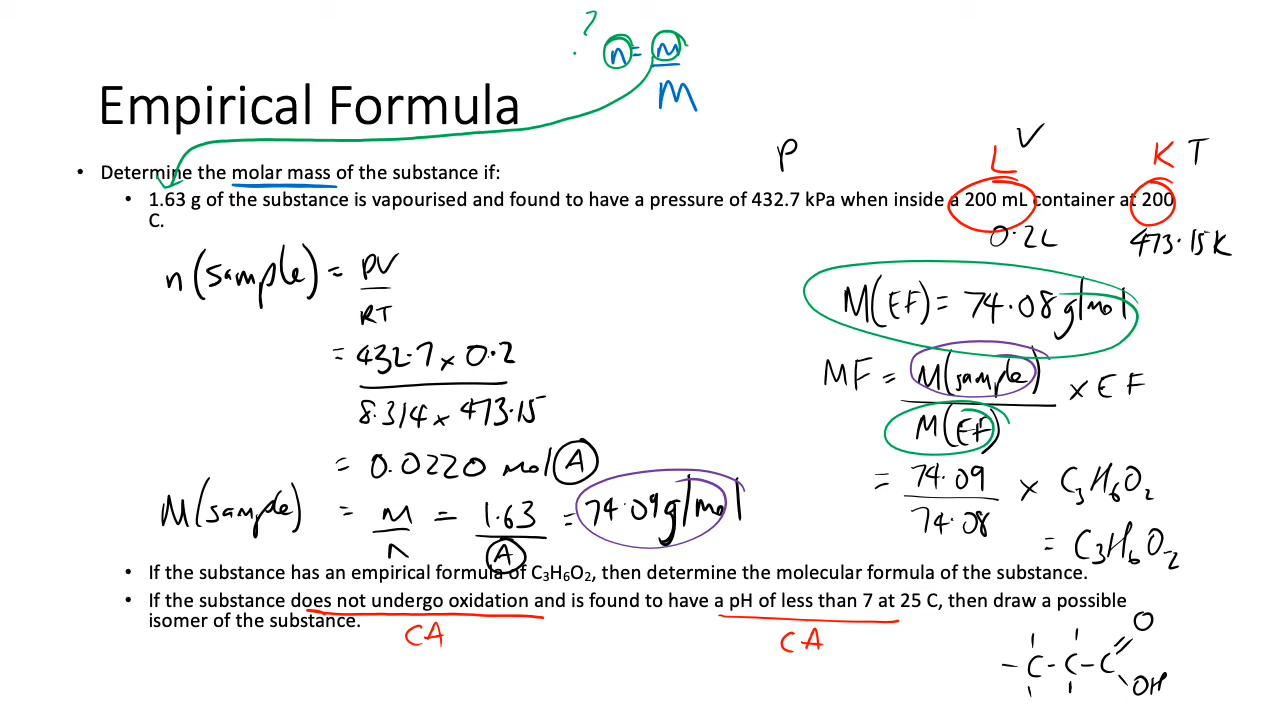 ? n = m
M
Empirical Formula
P L V K T
• Determine the molar mass of the substance if:
• 1.63 g of the substance is vapourised and found to have a pressure of 432.7 kPa when inside a 200 mL container at 200
C.
0.2L 473.15K
n(sample) = PV
RT
= 432.7 x 0.2
8.314 x 473.15
= 0.0220 mol A
M(sample) = m = 1.63 = 74.09g/mol
n A
M(EF) = 74.08g/mol
MF = M(sample) x EF
M(EF)
= 74.09 x C3H6O2
74.08
= C3H6O2
• If the substance has an empirical formula of C₃H₆O₂, then determine the molecular formula of the substance.
• If the substance does not undergo oxidation and is found to have a pH of less than 7 at 25 C, then draw a possible
isomer of the substance.
CA CA
O
- C - C - C
OH